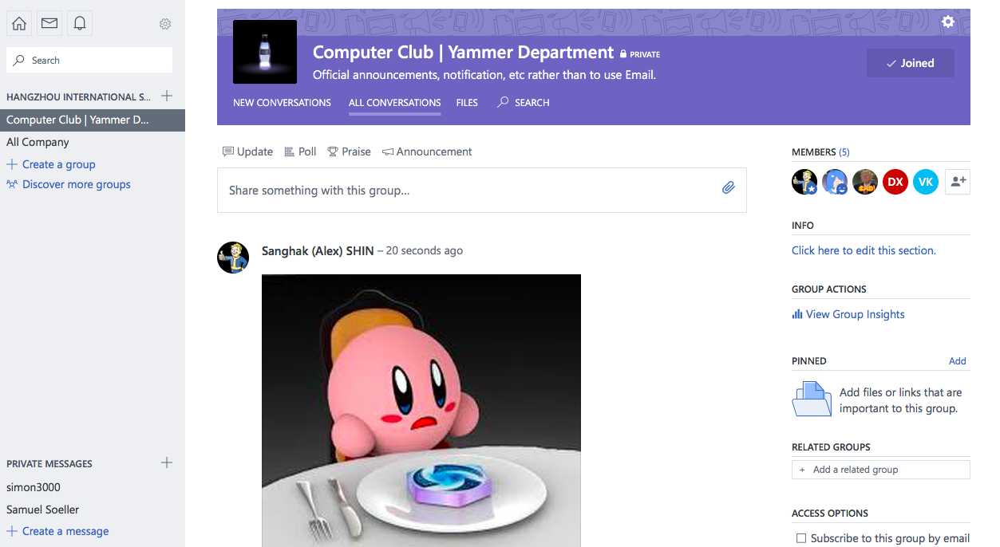 Search
HANGZHOU INTERNATIONAL S...
Computer Club | Yammer D...
All Company
Create a group
Discover more groups
PRIVATE MESSAGES
simon3000
Samuel Soeller
Create a message
Computer Club | Yammer Department PRIVATE
Official announcements, notification, etc rather than to use Email.
Joined
NEW CONVERSATIONS ALL CONVERSATIONS FILES SEARCH
Update Poll Praise Announcement
Share something with this group...
Sanghak (Alex) SHIN – 20 seconds ago
MEMBERS (5)
SAD!
DX
VK
INFO
Click here to edit this section.
GROUP ACTIONS
View Group Insights
PINNED Add
Add files or links that are
important to this group.
RELATED GROUPS
+ Add a related group
ACCESS OPTIONS
Subscribe to this group by email